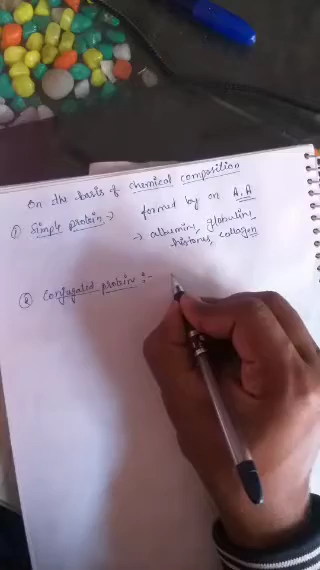 On the basis of chemical composition
① Simple protein → formed by on A.A
→ albumin, globulin,
histones, collagen
② Conjugated protein :-